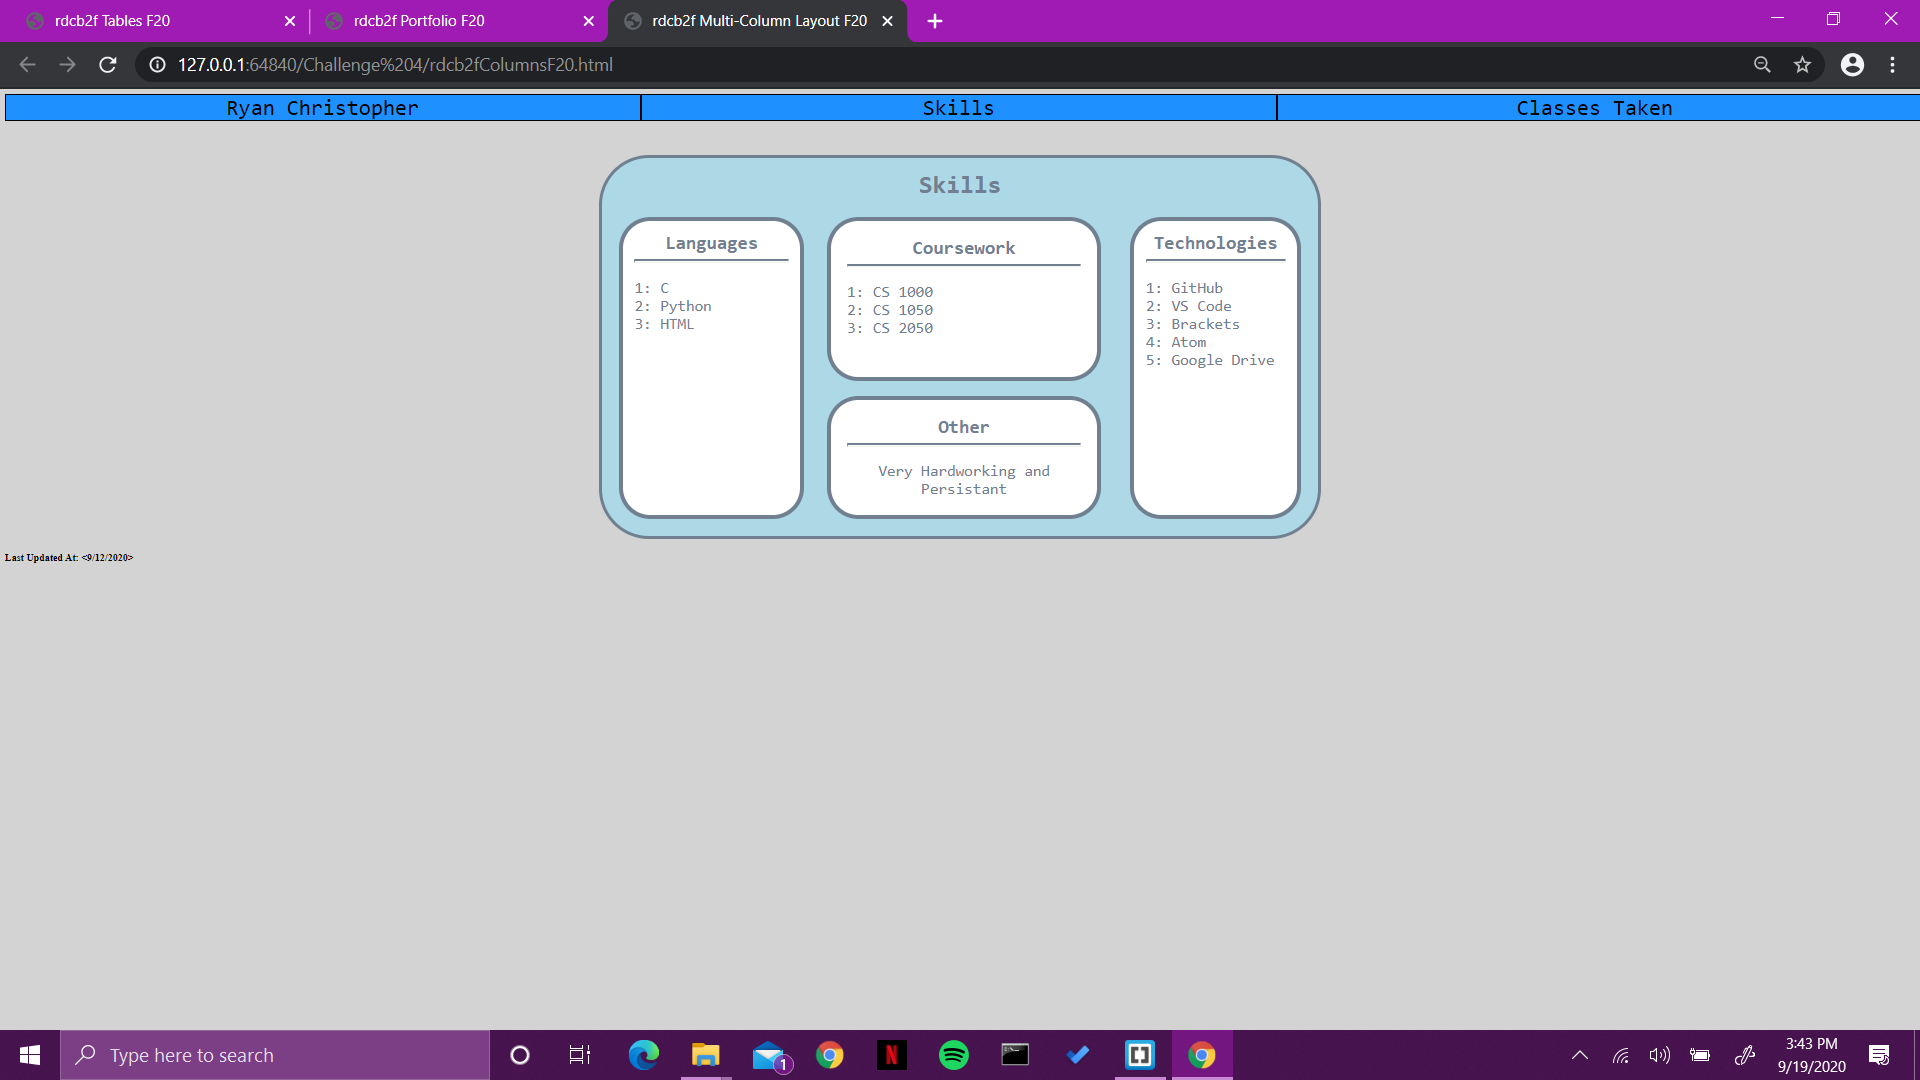 rdcb2f Tables F20
rdcb2f Portfolio F20
rdcb2f Multi-Column Layout F20
127.0.0.1:64840/Challenge%204/rdcb2fColumnsF20.html
Ryan Christopher
Skills
Classes Taken
Skills
Languages
1: C
2: Python
3: HTML
Coursework
1: CS 1000
2: CS 1050
3: CS 2050
Other
Very Hardworking and
Persistant
Technologies
1: GitHub
2: VS Code
3: Brackets
4: Atom
5: Google Drive
Last Updated At: <9/12/2020>
Type here to search
1
N
3:43 PM
9/19/2020